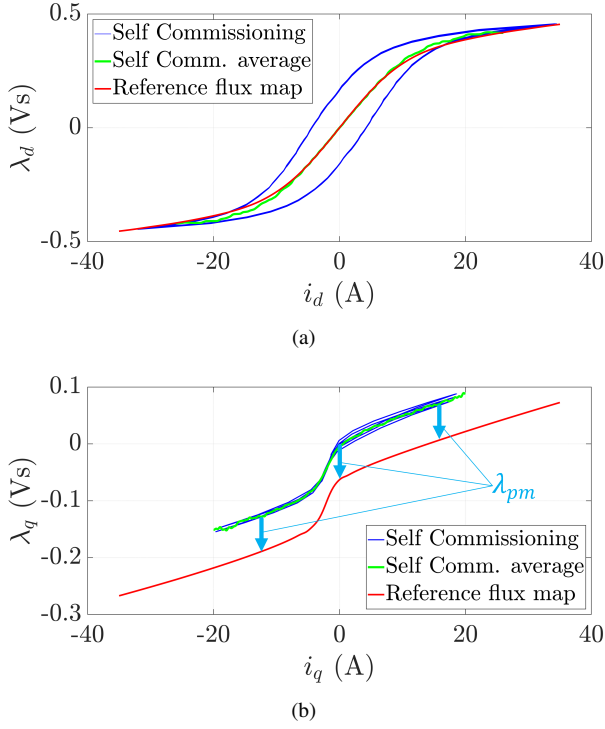 0.5
Self Commissioning
Self Comm. average
Reference flux map
0
-0.5
λd (Vs)
-40
-20
0
20
40
id (A)
(a)
0.1
0
-0.1
-0.2
-0.3
λq (Vs)
λpm
Self Commissioning
Self Comm. average
Reference flux map
-40
-20
0
20
40
iq (A)
(b)